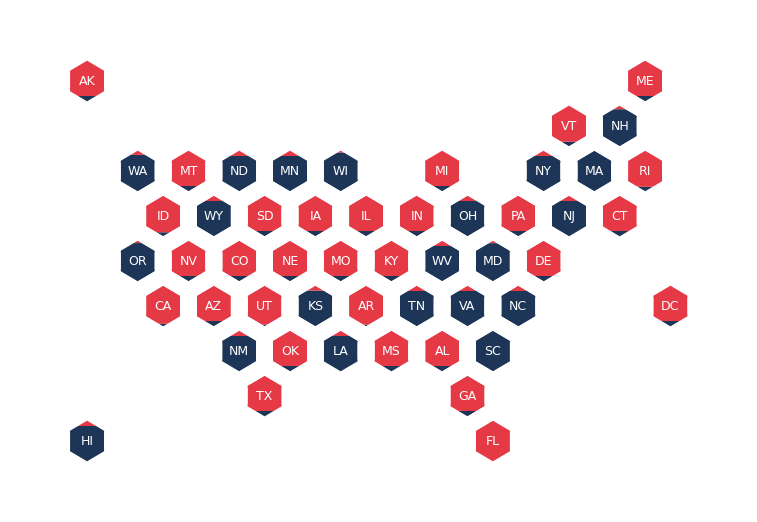 AK ME
VT NH
WA MT ND MN WI MI NY MA RI
ID WY SD IA IL IN OH PA NJ CT
OR NV CO NE MO KY WV MD DE
CA AZ UT KS AR TN VA NC DC
NM OK LA MS AL SC
TX GA
HI FL